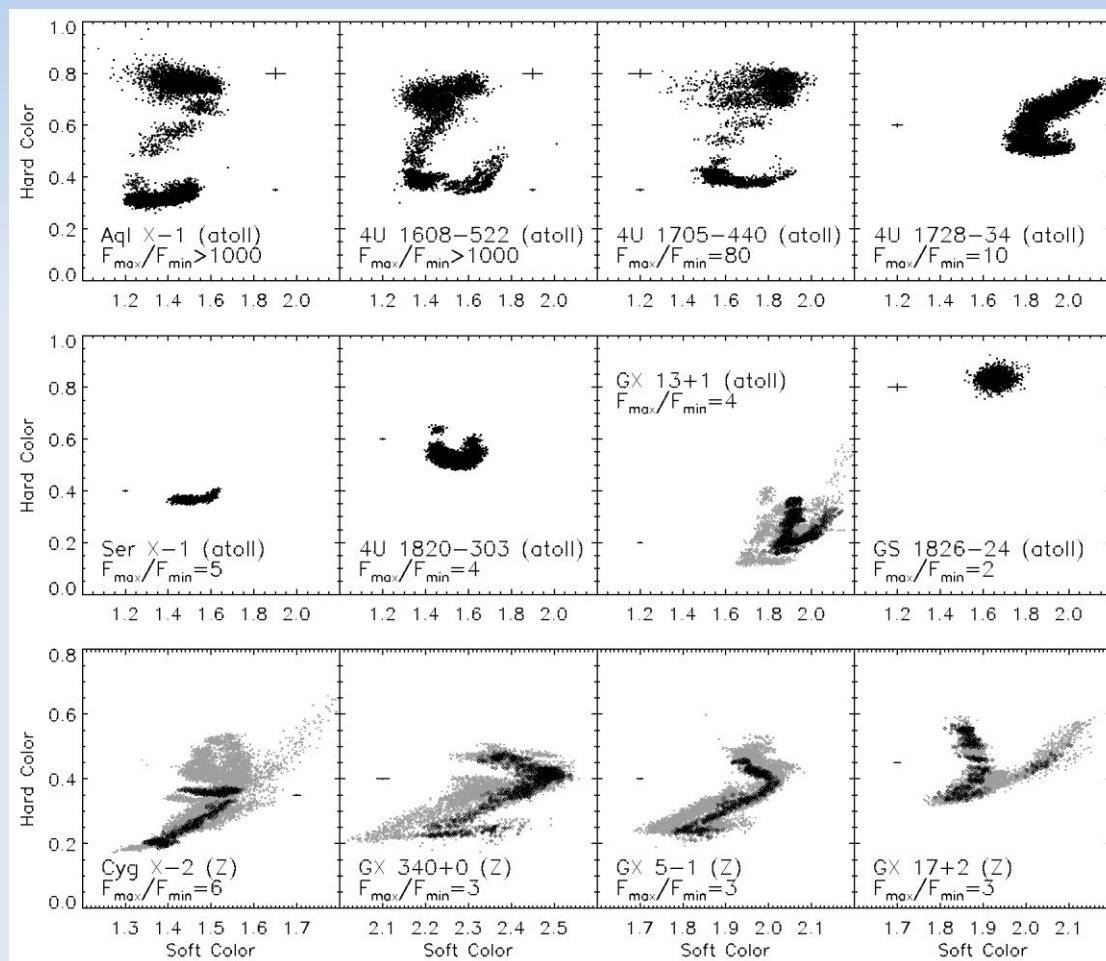 1.0
0.8
0.6
0.4
0.2
0.0
Hard Color
Aql X-1 (atoll)
Fmax/Fmin>1000
4U 1608-522 (atoll)
Fmax/Fmin>1000
4U 1705-440 (atoll)
Fmax/Fmin=80
4U 1728-34 (atoll)
Fmax/Fmin=10
1.2 1.4 1.6 1.8 2.0 1.2 1.4 1.6 1.8 2.0 1.2 1.4 1.6 1.8 2.0 1.2 1.4 1.6 1.8 2.0
1.0
0.8
0.6
0.4
0.2
0.0
Hard Color
Ser X-1 (atoll)
Fmax/Fmin=5
4U 1820-303 (atoll)
Fmax/Fmin=4
GX 13+1 (atoll)
Fmax/Fmin=4
GS 1826-24 (atoll)
Fmax/Fmin=2
1.2 1.4 1.6 1.8 2.0 1.2 1.4 1.6 1.8 2.0 1.2 1.4 1.6 1.8 2.0 1.2 1.4 1.6 1.8 2.0
0.8
0.6
0.4
0.2
0.0
Hard Color
Cyg X-2 (Z)
Fmax/Fmin=6
GX 340+0 (Z)
Fmax/Fmin=3
GX 5-1 (Z)
Fmax/Fmin=3
GX 17+2 (Z)
Fmax/Fmin=3
1.3 1.4 1.5 1.6 1.7 2.1 2.2 2.3 2.4 2.5 1.7 1.8 1.9 2.0 2.1 1.7 1.8 1.9 2.0 2.1
Soft Color Soft Color Soft Color Soft Color